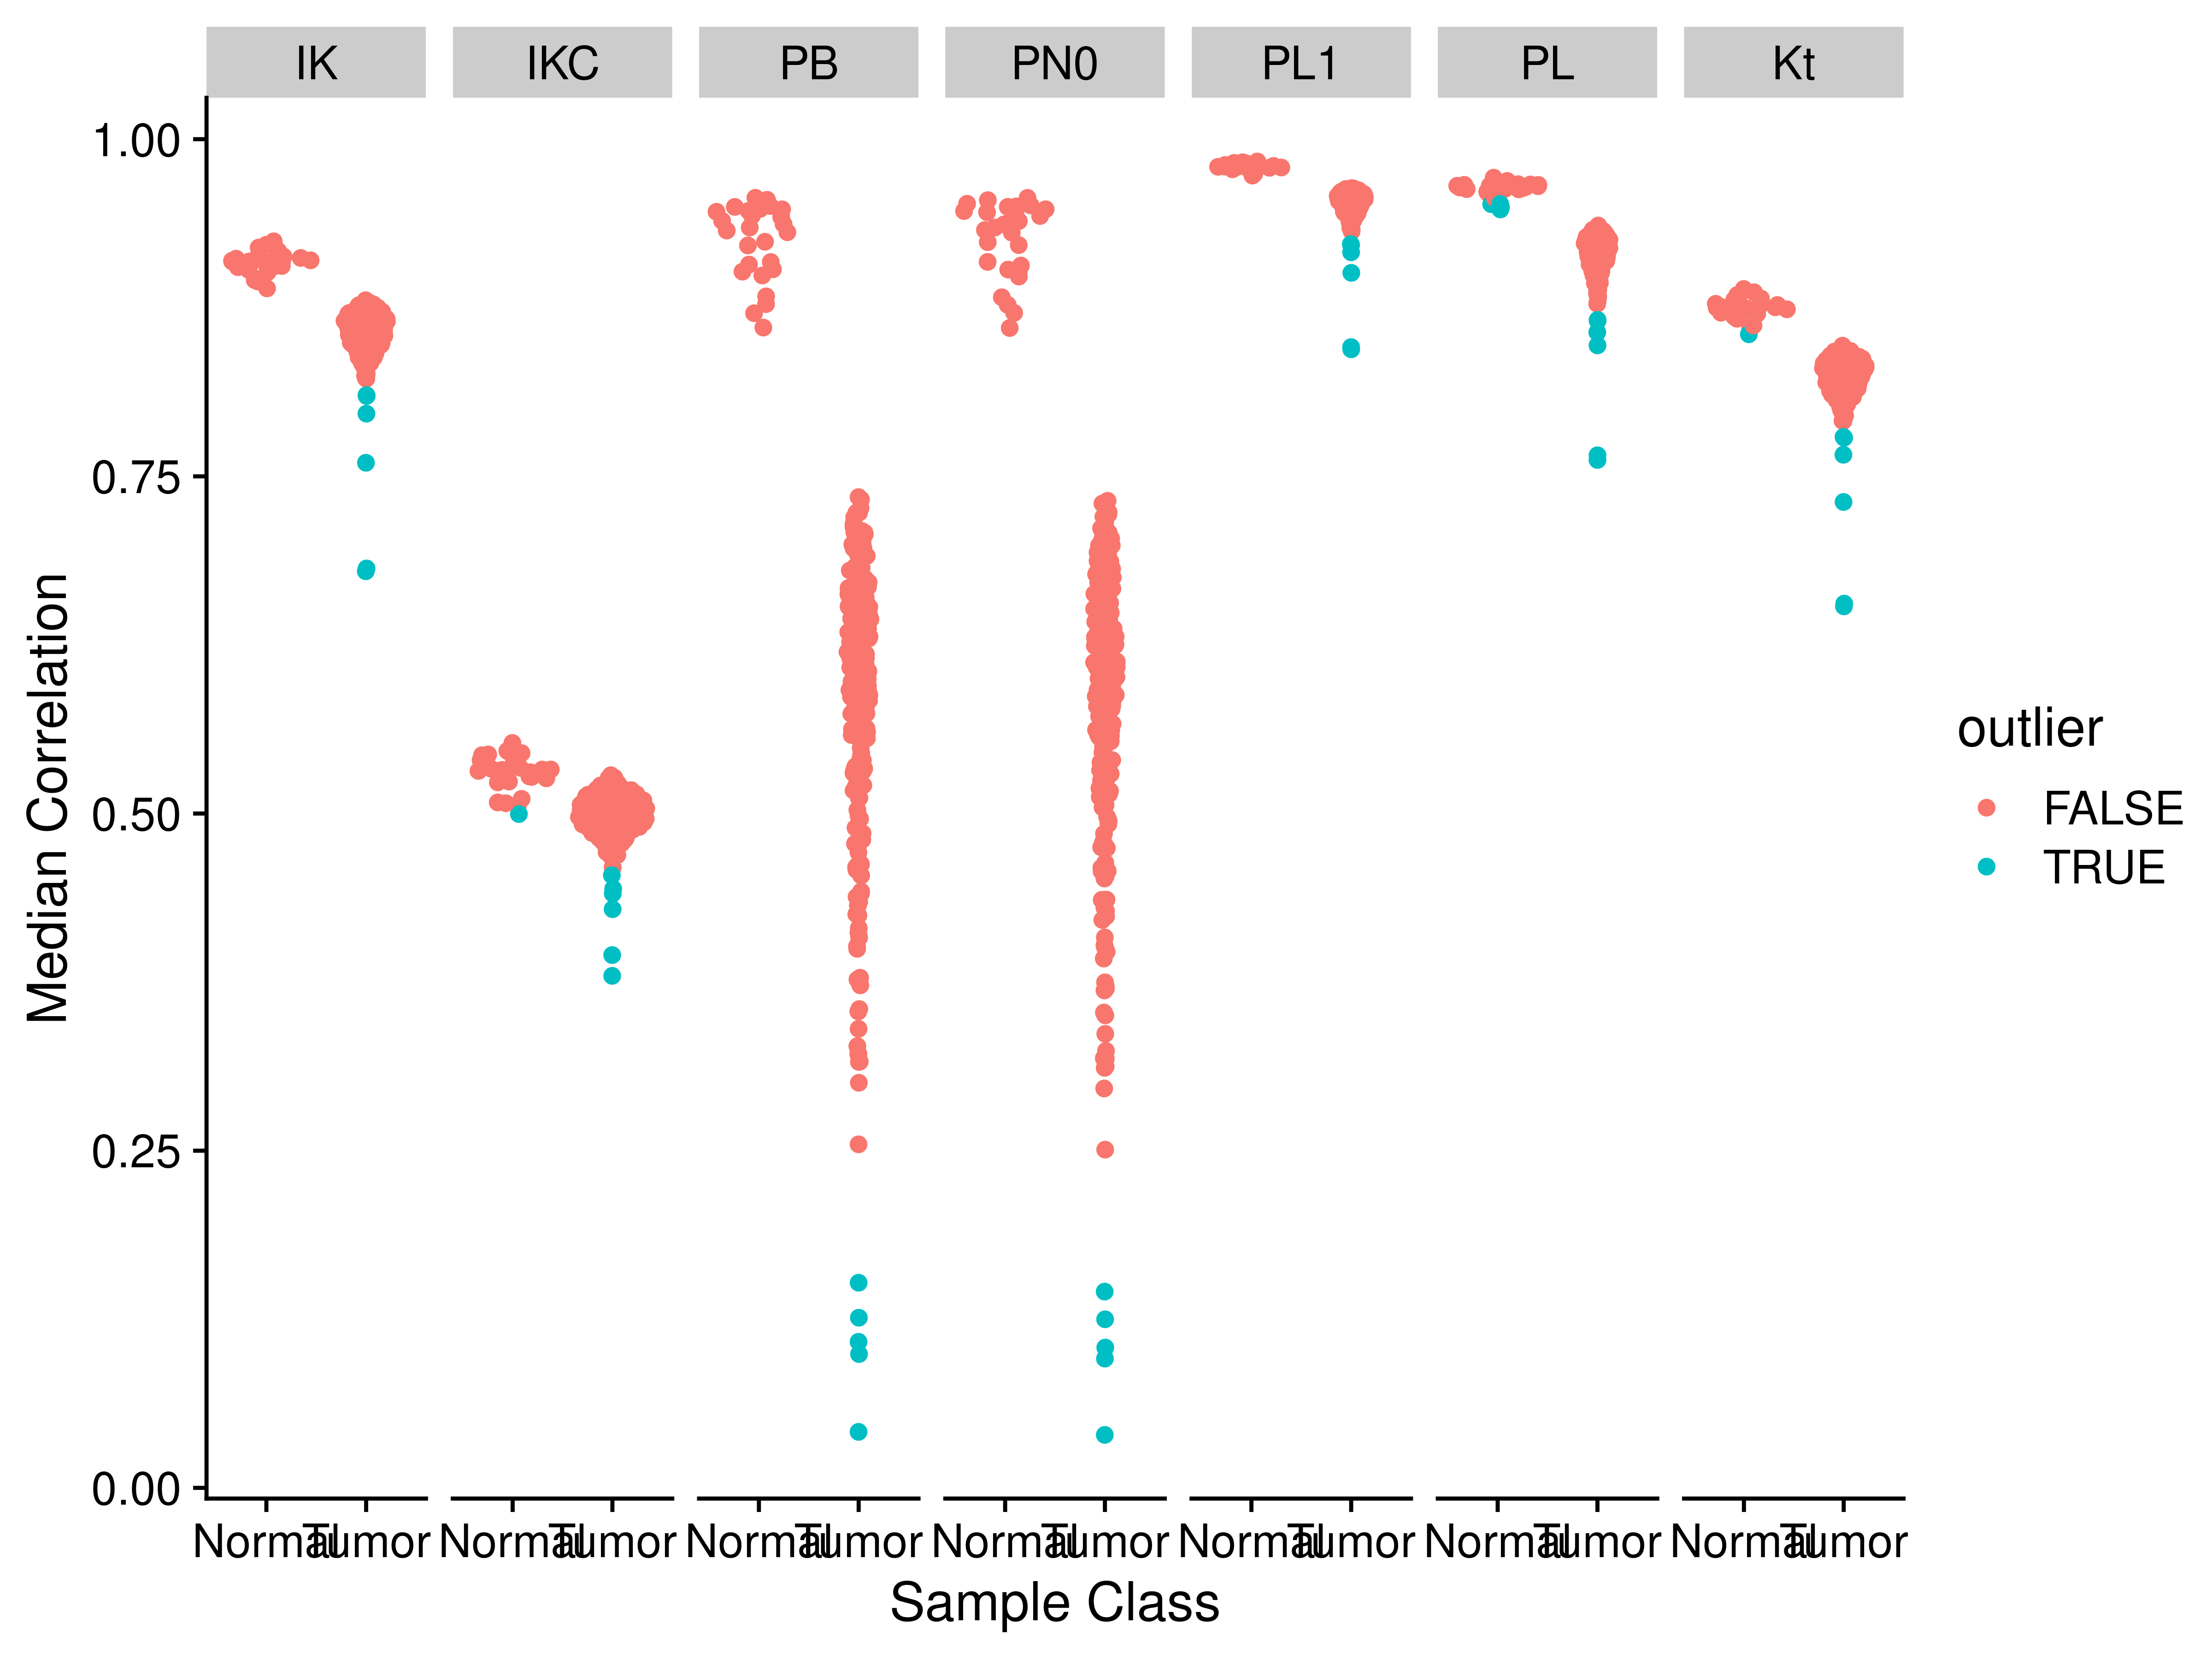 IK IKC PB PN0 PL1 PL Kt
1.00
0.75
0.50
0.25
0.00
Median Correlation
Normal Tumor Normal Tumor Normal Tumor Normal Tumor Normal Tumor Normal Tumor Normal Tumor
Sample Class
outlier
FALSE
TRUE